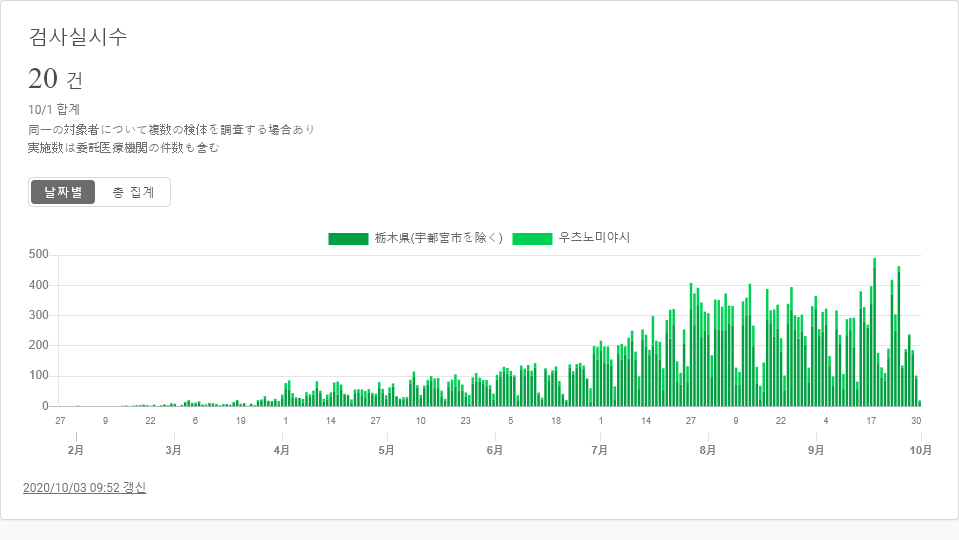 검사실시수
20 건
10/1 합계
同一の対象者について複数の検体を調査する場合あり
実施数は委託医療機関の件数も含む
날짜별 총 집계
栃木県(宇都宮市を除く) 우츠노미야시
500
400
300
200
100
0
27 9 22 6 19 1 14 27 10 23 5 18 1 14 27 9 22 4 17 30
2月 3月 4月 5月 6月 7月 8月 9月 10月
2020/10/03 09:52 갱신